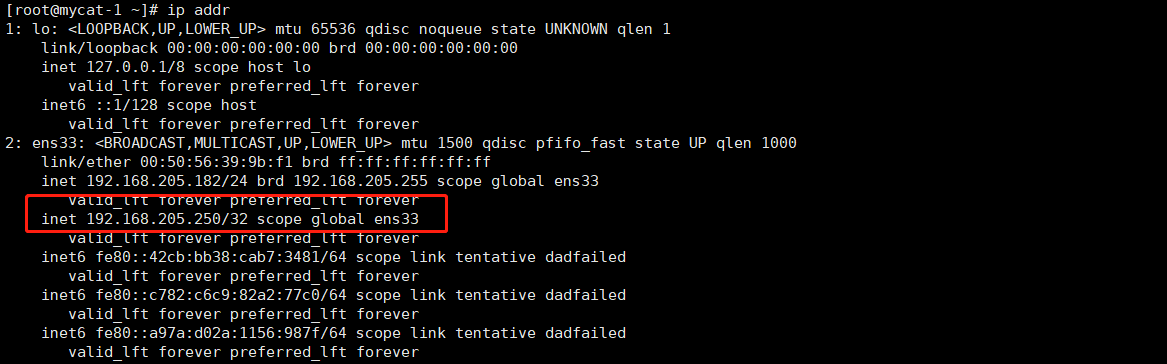 [root@mycat-1 ~]# ip addr
1: lo: <LOOPBACK,UP,LOWER_UP> mtu 65536 qdisc noqueue state UNKNOWN qlen 1
    link/loopback 00:00:00:00:00:00 brd 00:00:00:00:00:00
    inet 127.0.0.1/8 scope host lo
       valid_lft forever preferred_lft forever
    inet6 ::1/128 scope host
       valid_lft forever preferred_lft forever
2: ens33: <BROADCAST,MULTICAST,UP,LOWER_UP> mtu 1500 qdisc pfifo_fast state UP qlen 1000
    link/ether 00:50:56:39:9b:f1 brd ff:ff:ff:ff:ff:ff
    inet 192.168.205.182/24 brd 192.168.205.255 scope global ens33
       valid_lft forever preferred_lft forever
    inet 192.168.205.250/32 scope global ens33
       valid_lft forever preferred_lft forever
    inet6 fe80::42cb:bb38:cab7:3481/64 scope link tentative dadfailed
       valid_lft forever preferred_lft forever
    inet6 fe80::c782:c6c9:82a2:77c0/64 scope link tentative dadfailed
       valid_lft forever preferred_lft forever
    inet6 fe80::a97a:d02a:1156:987f/64 scope link tentative dadfailed
       valid_lft forever preferred_lft forever